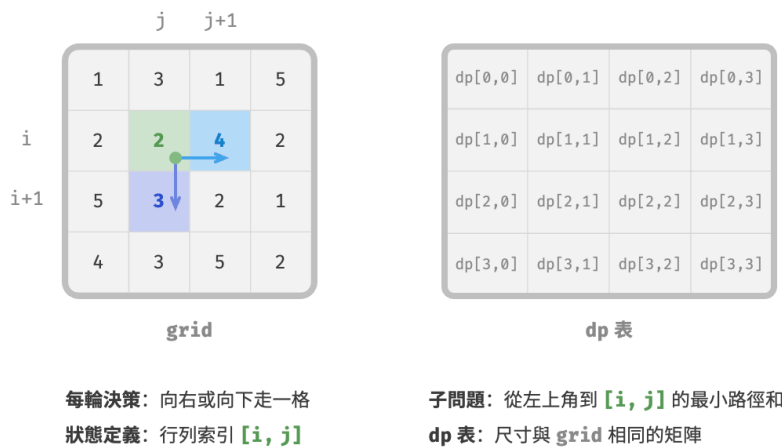 j j+1
1 3 1 5
i 2 2 4 2
i+1 5 3 2 1
4 3 5 2
grid
每輪決策：向右或向下走一格
狀態定義：行列索引 [i, j]
dp[0,0] dp[0,1] dp[0,2] dp[0,3]
dp[1,0] dp[1,1] dp[1,2] dp[1,3]
dp[2,0] dp[2,1] dp[2,2] dp[2,3]
dp[3,0] dp[3,1] dp[3,2] dp[3,3]
dp 表
子問題：從左上角到 [i, j] 的最小路徑和
dp 表：尺寸與 grid 相同的矩陣